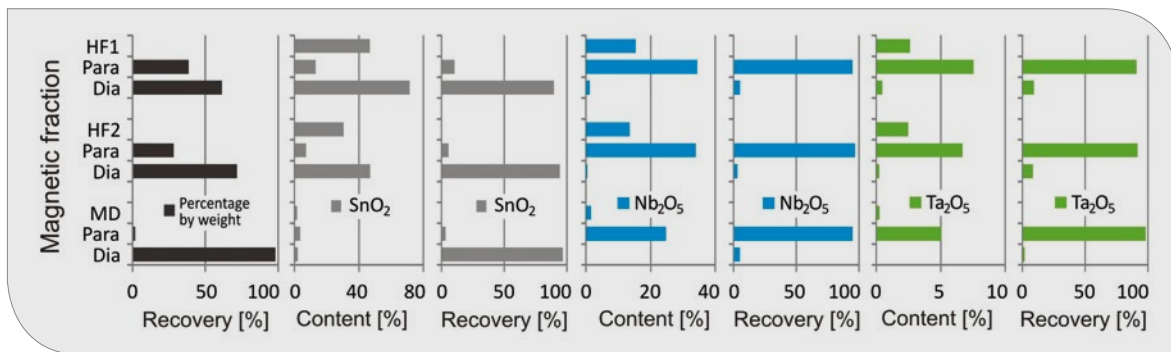 Magnetic fraction
HF1
Para
Dia
HF2
Para
Dia
MD
Para
Dia
Percentage
by weight
SnO₂
SnO₂
Nb₂O₅
Nb₂O₅
Ta₂O₅
Ta₂O₅
0 50 100
0 40 80
0 50 100
0 20 40
0 50 100
0 5 10
0 50 100
Recovery [%]
Content [%]
Recovery [%]
Content [%]
Recovery [%]
Content [%]
Recovery [%]